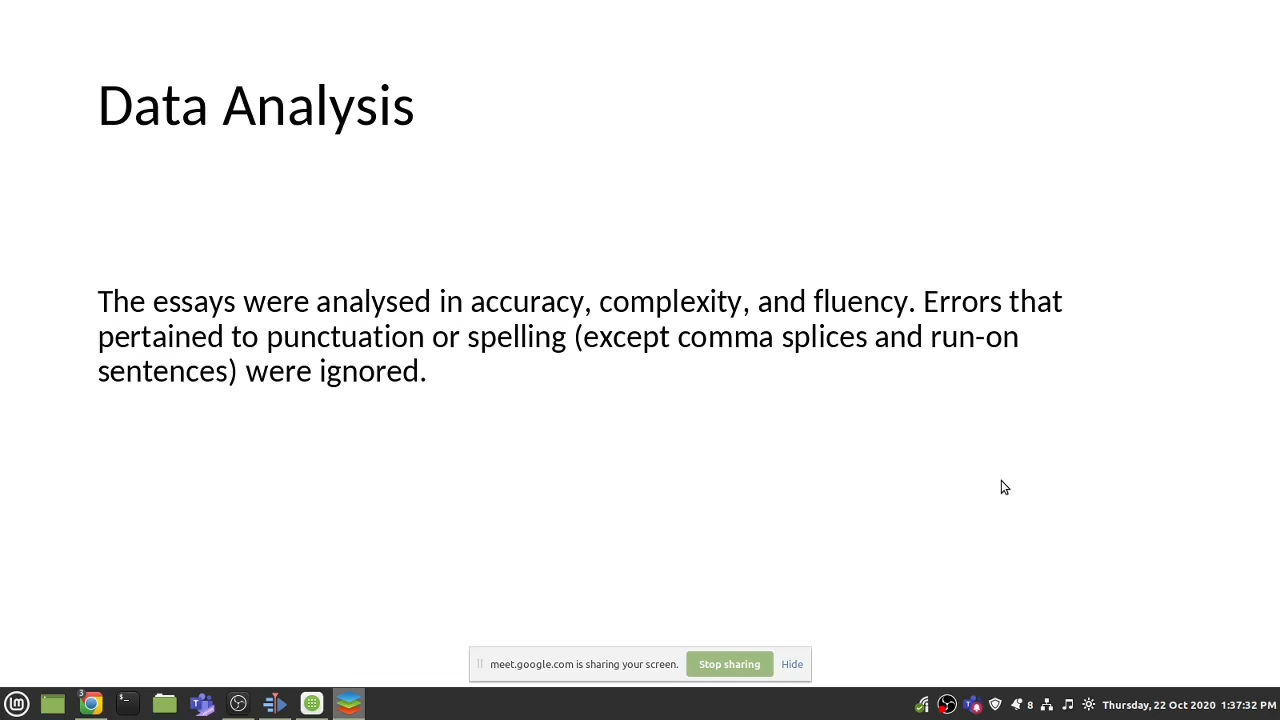 Data Analysis
The essays were analysed in accuracy, complexity, and fluency. Errors that
pertained to punctuation or spelling (except comma splices and run-on
sentences) were ignored.
meet.google.com is sharing your screen. Stop sharing Hide
3
8 Thursday, 22 Oct 2020 1:37:32 PM